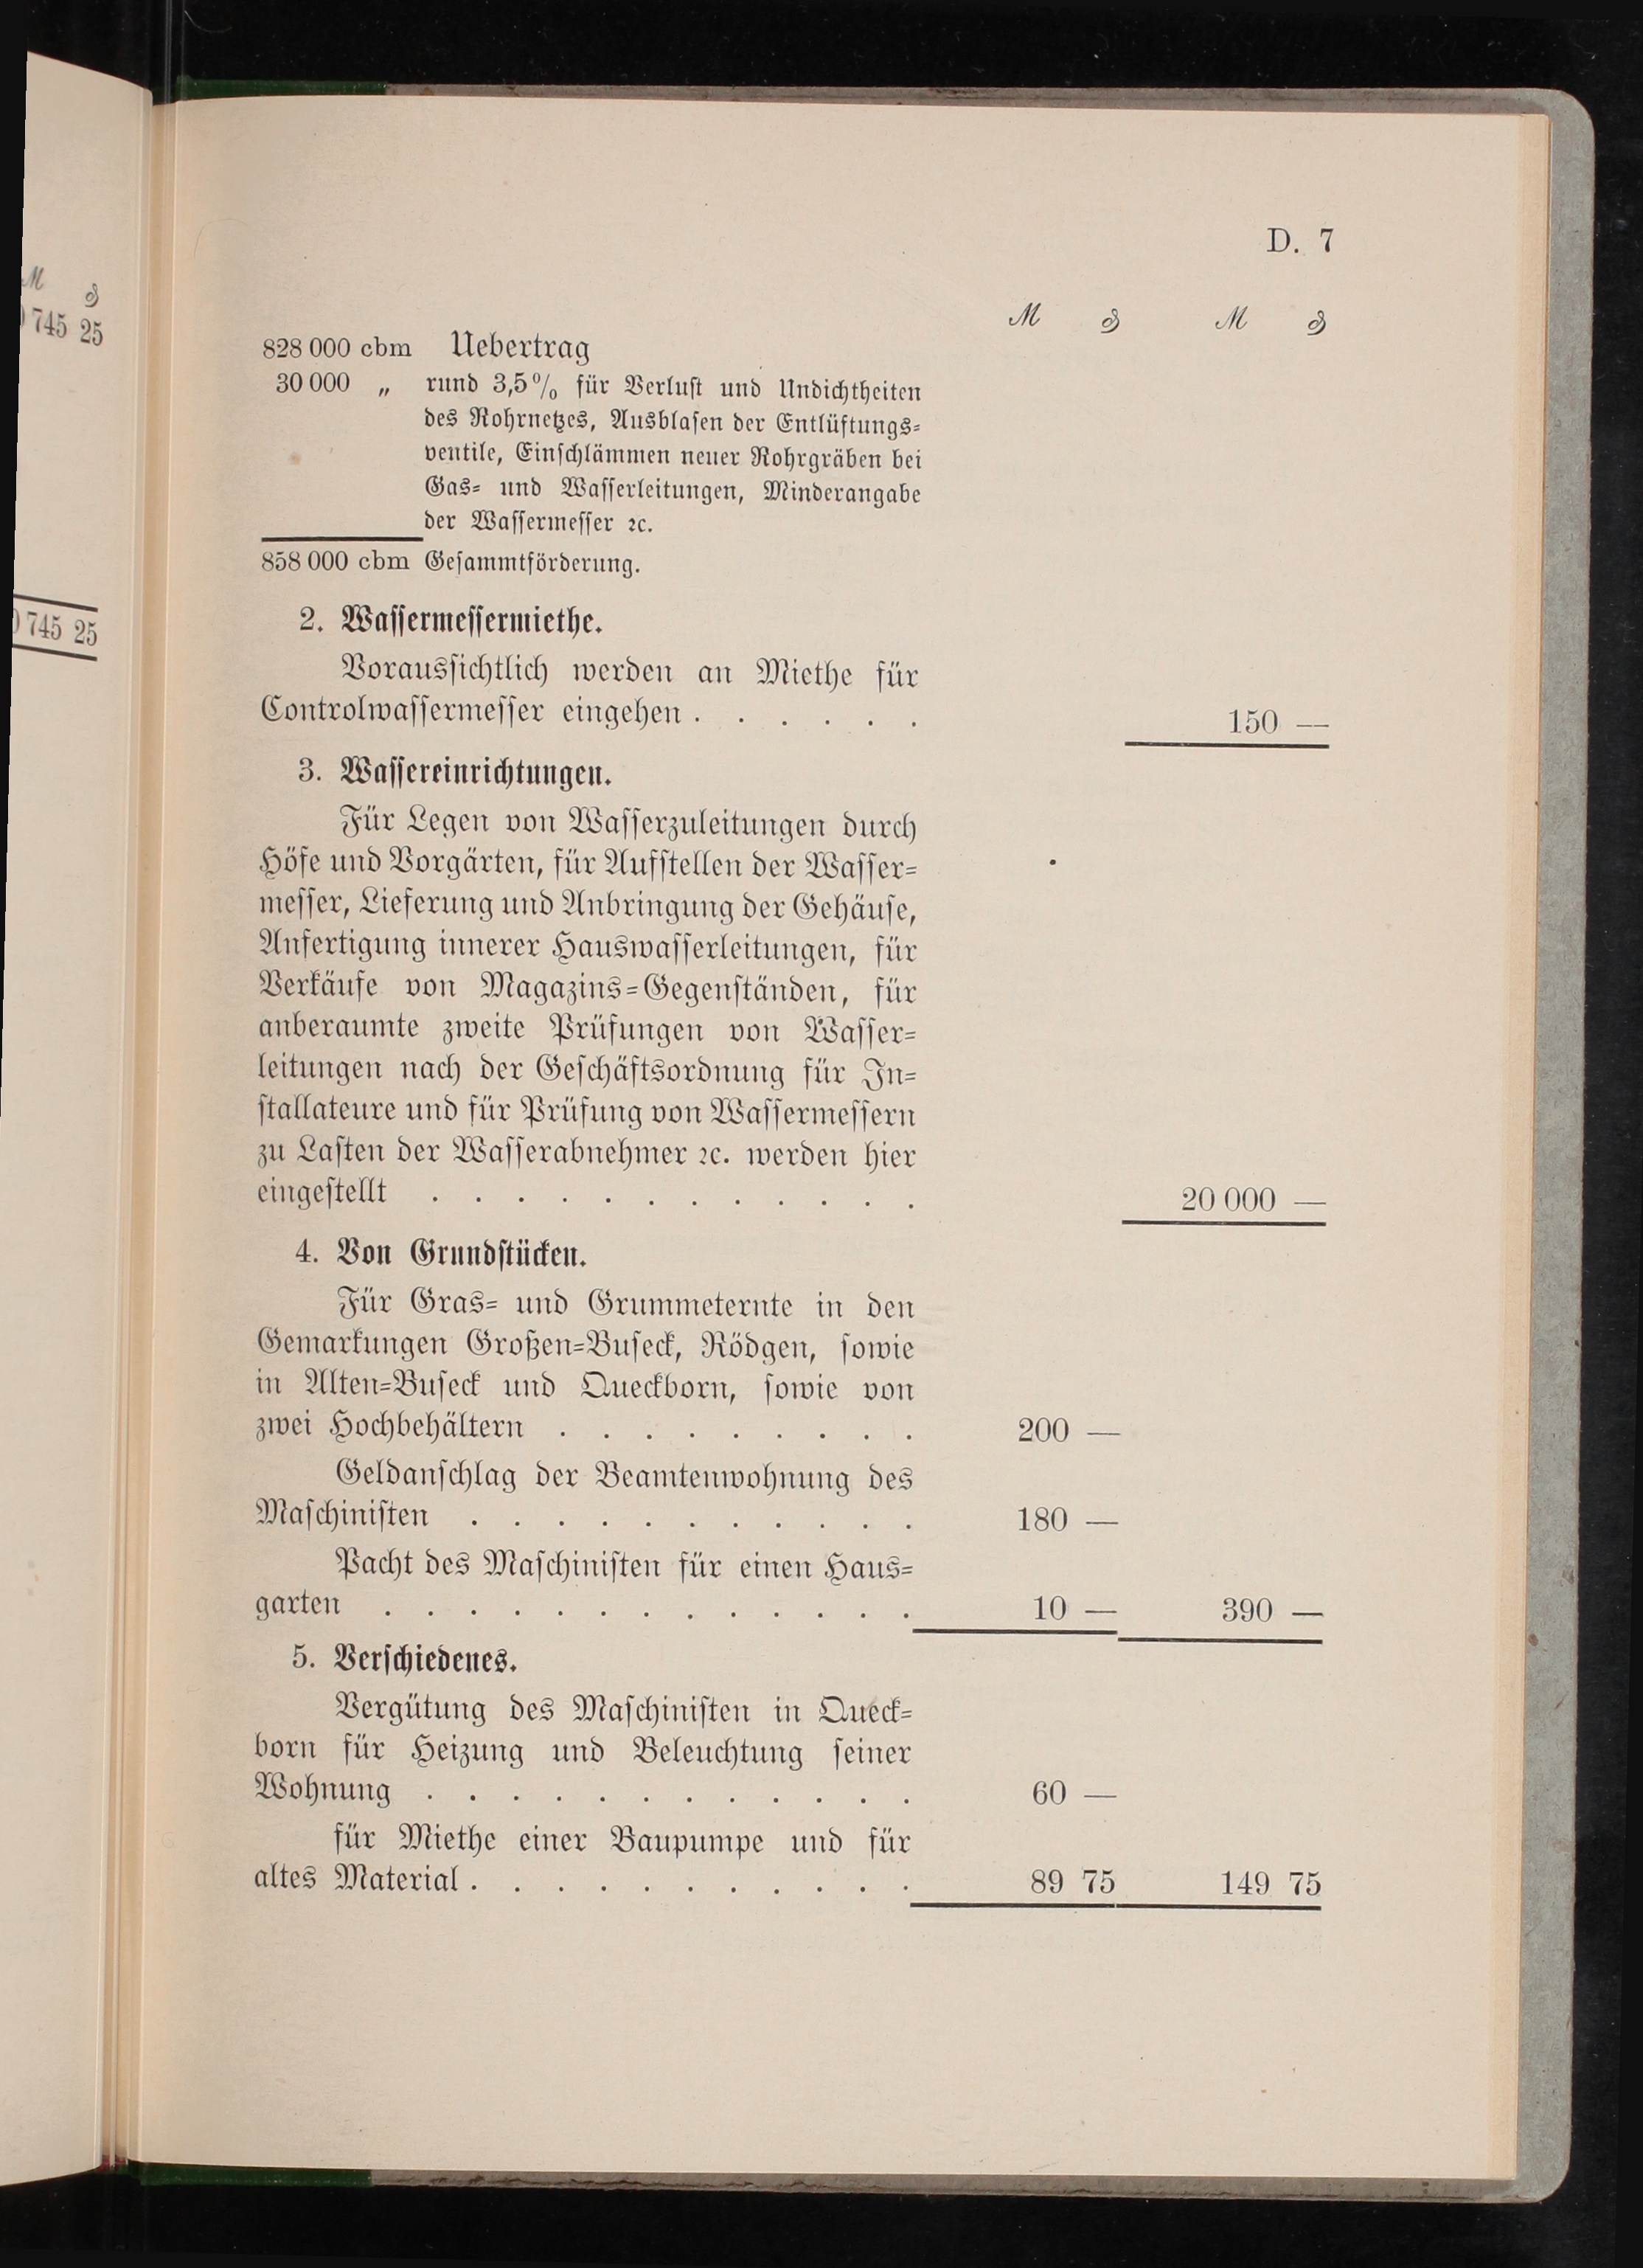 M ₰
745 25
745 25
D. 7
M ₰ M ₰
828 000 cbm Uebertrag
30 000 „ rund 3,5 % für Verluſt und Undichtheiten
des Rohrnetzes, Ausblaſen der Entlüftungs-
ventile, Einſchlämmen neuer Rohrgräben bei
Gas- und Waſſerleitungen, Minderangabe
der Waſſermeſſer ꝛc.
858 000 cbm Geſammtförderung.
2. Waſſermeſſermiethe.
Vorausſichtlich werden an Miethe für
Controlwaſſermeſſer eingehen . . . . . . 150 —
3. Waſſereinrichtungen.
Für Legen von Waſſerzuleitungen durch
Höfe und Vorgärten, für Aufſtellen der Waſſer-
meſſer, Lieferung und Anbringung der Gehäuſe,
Anfertigung innerer Hauswaſſerleitungen, für
Verkäufe von Magazins-Gegenſtänden, für
anberaumte zweite Prüfungen von Waſſer-
leitungen nach der Geſchäftsordnung für In-
ſtallateure und für Prüfung von Waſſermeſſern
zu Laſten der Waſſerabnehmer ꝛc. werden hier
eingeſtellt . . . . . . . . . . . . 20 000 —
4. Von Grundſtücken.
Für Gras- und Grummeternte in den
Gemarkungen Großen-Buſeck, Rödgen, ſowie
in Alten-Buſeck und Queckborn, ſowie von
zwei Hochbehältern . . . . . . . . . 200 —
Geldanſchlag der Beamtenwohnung des
Maſchiniſten . . . . . . . . . . . 180 —
Pacht des Maſchiniſten für einen Haus-
garten . . . . . . . . . . . . . 10 — 390 —
5. Verſchiedenes.
Vergütung des Maſchiniſten in Queck-
born für Heizung und Beleuchtung ſeiner
Wohnung . . . . . . . . . . . . 60 —
für Miethe einer Baupumpe und für
altes Material . . . . . . . . . . . 89 75 149 75